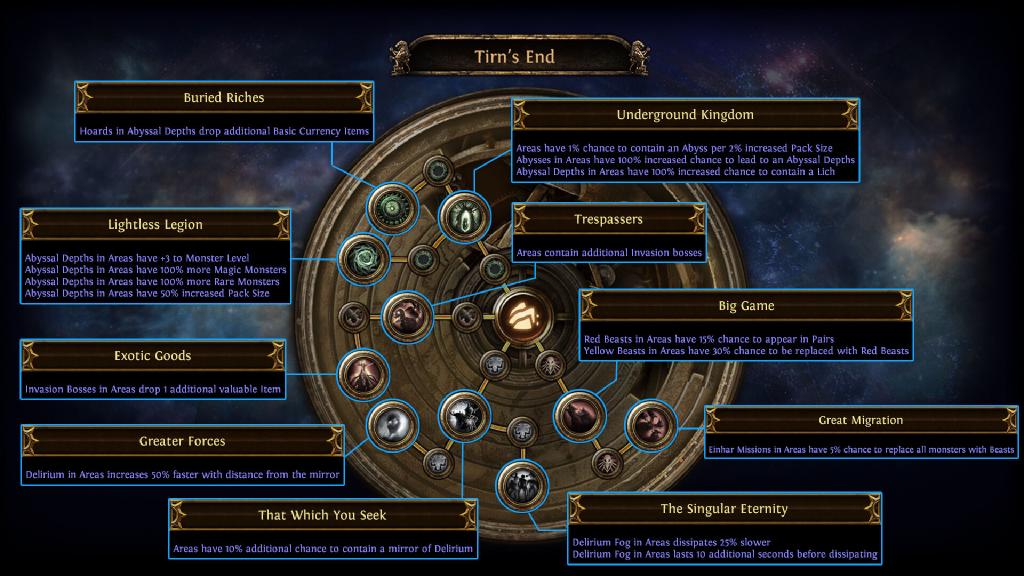 Tirn's End
Buried Riches
Hoards in Abyssal Depths drop additional Basic Currency Items
Underground Kingdom
Areas have 1% chance to contain an Abyss per 2% increased Pack Size
Abysses in Areas have 100% increased chance to lead to an Abyssal Depths
Abyssal Depths in Areas have 100% increased chance to contain a Lich
Lightless Legion
Abyssal Depths in Areas have +3 to Monster Level
Abyssal Depths in Areas have 100% more Magic Monsters
Abyssal Depths in Areas have 100% more Rare Monsters
Abyssal Depths in Areas have 50% increased Pack Size
Trespassers
Areas contain additional Invasion bosses
Big Game
Red Beasts in Areas have 15% chance to appear in Pairs
Yellow Beasts in Areas have 30% chance to be replaced with Red Beasts
Exotic Goods
Invasion Bosses in Areas drop 1 additional valuable Item
Great Migration
Einhar Missions in Areas have 5% chance to replace all monsters with Beasts
Greater Forces
Delirium in Areas increases 50% faster with distance from the mirror
That Which You Seek
Areas have 10% additional chance to contain a mirror of Delirium
The Singular Eternity
Delirium Fog in Areas dissipates 25% slower
Delirium Fog in Areas lasts 10 additional seconds before dissipating